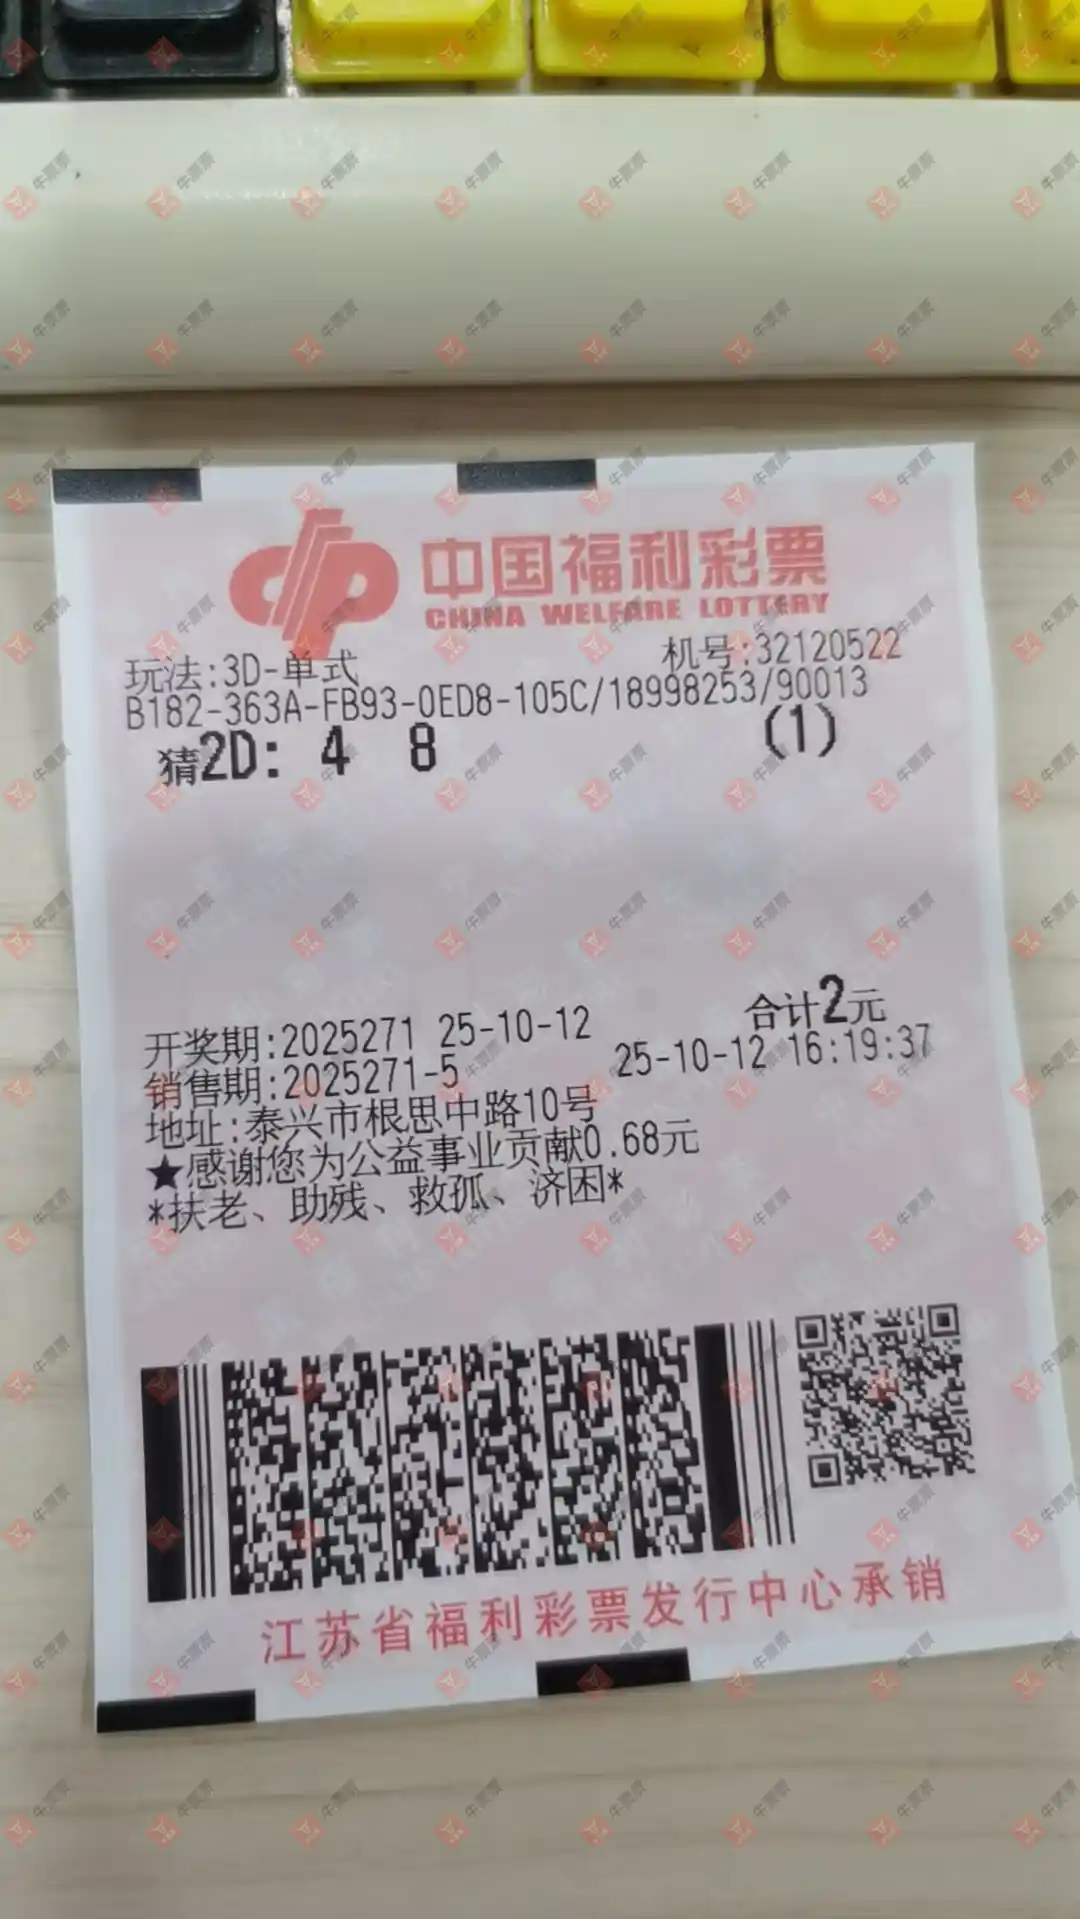 中国福利彩票
CHINA WELFARE LOTTERY
玩法:3D-单式 机号:32120522
B182-363A-FB93-0ED8-105C/18998253/90013
猜2D: 4 8 (1)
合计2元
开奖期:2025271 25-10-12
销售期:2025271-5 25-10-12 16:19:37
地址:泰兴市根思中路10号
★感谢您为公益事业贡献0.68元
*扶老、助残、救孤、济困*
江苏省福利彩票发行中心承销
牛票票